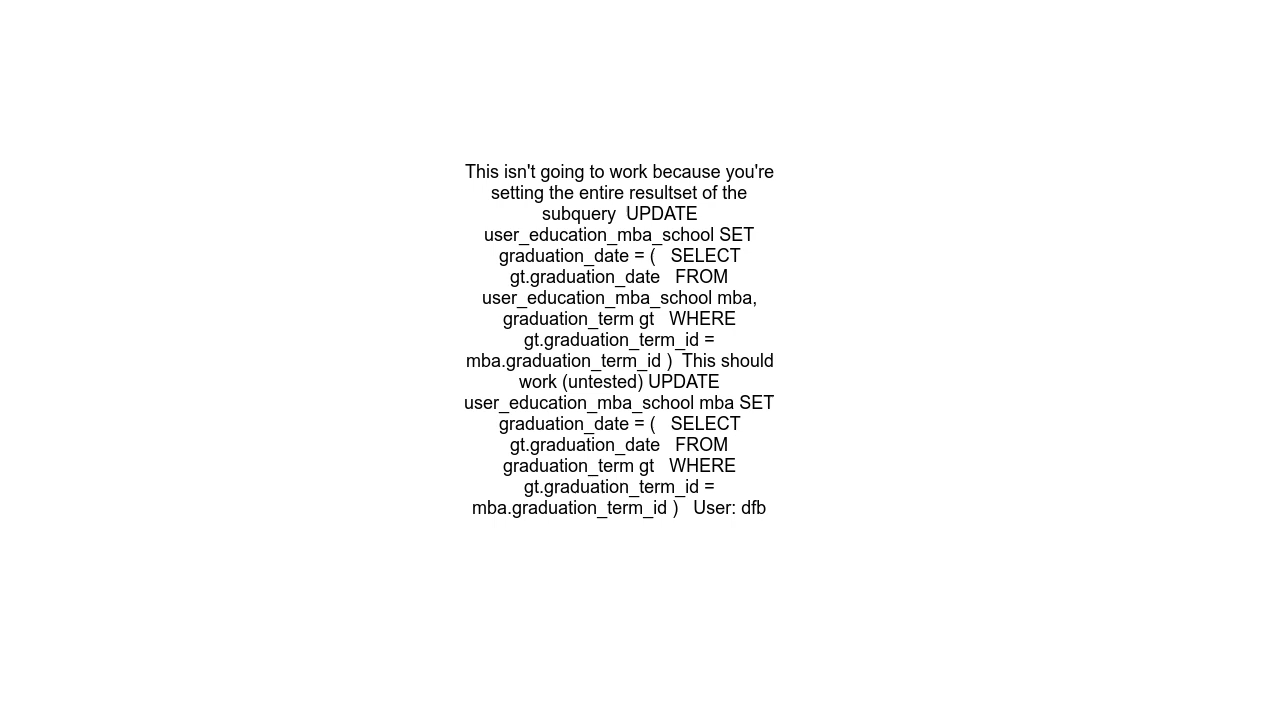 This isn't going to work because you're
setting the entire resultset of the
subquery  UPDATE
user_education_mba_school SET
graduation_date = (   SELECT
gt.graduation_date   FROM
user_education_mba_school mba,
graduation_term gt   WHERE
gt.graduation_term_id =
mba.graduation_term_id )  This should
work (untested) UPDATE
user_education_mba_school mba SET
graduation_date = (   SELECT
gt.graduation_date   FROM
graduation_term gt   WHERE
gt.graduation_term_id =
mba.graduation_term_id )   User: dfb